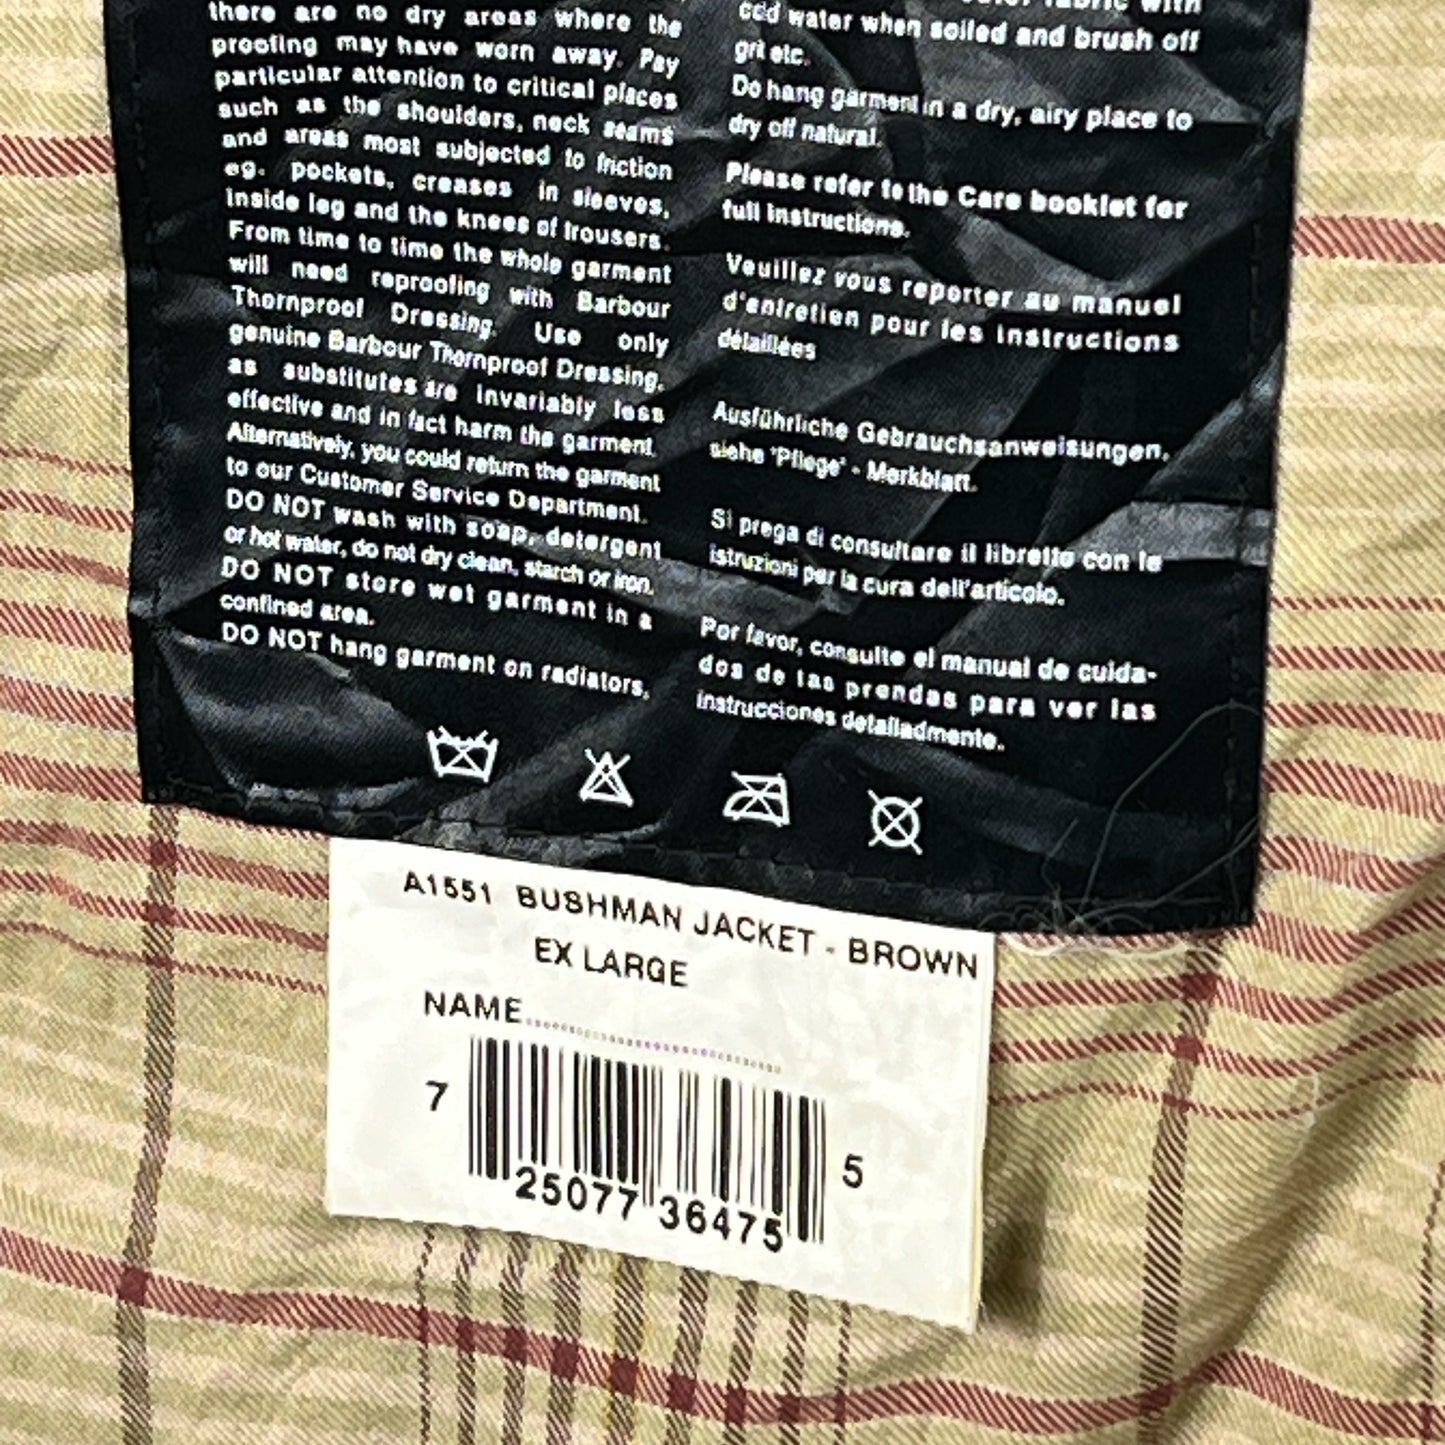 there are no dry areas where the
proofing may have worn away. Pay
particular attention to critical places
such as the shoulders, neck seams
and areas most subjected to friction
eg. pockets, creases in sleeves,
inside leg and the knees of trousers.
From time to time the whole garment
will need reproofing with Barbour
Thornproof Dressing. Use only
genuine Barbour Thornproof Dressing,
as substitutes are invariably less
effective and in fact harm the garment.
Alternatively, you could return the garment
to our Customer Service Department.
DO NOT wash with soap, detergent
or hot water, do not dry clean, starch or iron.
DO NOT store wet garment in a
confined area.
DO NOT hang garment on radiators,
fabric with
cold water when soiled and brush off
grit etc.
Do hang garment in a dry, airy place to
dry off natural.
Please refer to the Care booklet for
full instructions.
Veuillez vous reporter au manuel
d'entretien pour les instructions
détaillées
Ausführliche Gebrauchsanweisungen,
siehe 'Pflege' - Merkblatt.
Si prega di consultare il libretto con le
istruzioni per la cura dell'articolo.
Por favor, consulte el manual de cuida-
dos de las prendas para ver las
instrucciones detalladmente.
A1551 BUSHMAN JACKET - BROWN
EX LARGE
NAME
7 25077 36475 5